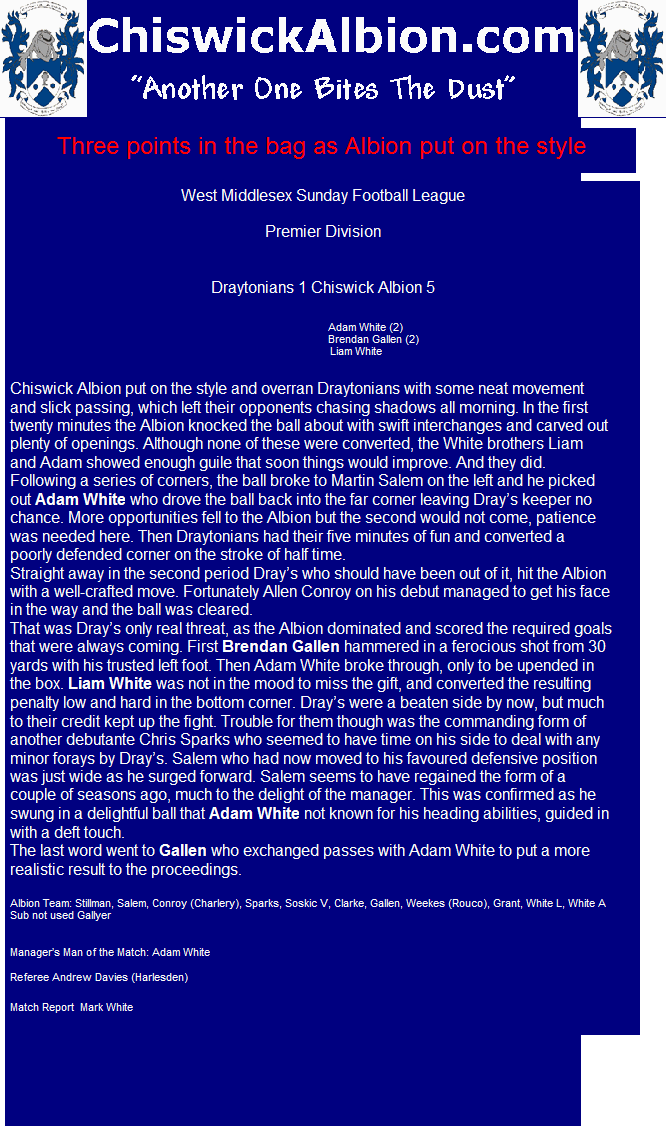 ChiswickAlbion.com
“Another One Bites The Dust”
Three points in the bag as Albion put on the style
West Middlesex Sunday Football League
Premier Division
Draytonians 1 Chiswick Albion 5
Adam White (2)
Brendan Gallen (2)
Liam White
Chiswick Albion put on the style and overran Draytonians with some neat movement
and slick passing, which left their opponents chasing shadows all morning. In the first
twenty minutes the Albion knocked the ball about with swift interchanges and carved out
plenty of openings. Although none of these were converted, the White brothers Liam
and Adam showed enough guile that soon things would improve. And they did.
Following a series of corners, the ball broke to Martin Salem on the left and he picked
out Adam White who drove the ball back into the far corner leaving Dray’s keeper no
chance. More opportunities fell to the Albion but the second would not come, patience
was needed here. Then Draytonians had their five minutes of fun and converted a
poorly defended corner on the stroke of half time.
Straight away in the second period Dray’s who should have been out of it, hit the Albion
with a well-crafted move. Fortunately Allen Conroy on his debut managed to get his face
in the way and the ball was cleared.
That was Dray’s only real threat, as the Albion dominated and scored the required goals
that were always coming. First Brendan Gallen hammered in a ferocious shot from 30
yards with his trusted left foot. Then Adam White broke through, only to be upended in
the box. Liam White was not in the mood to miss the gift, and converted the resulting
penalty low and hard in the bottom corner. Dray’s were a beaten side by now, but much
to their credit kept up the fight. Trouble for them though was the commanding form of
another debutante Chris Sparks who seemed to have time on his side to deal with any
minor forays by Dray’s. Salem who had now moved to his favoured defensive position
was just wide as he surged forward. Salem seems to have regained the form of a
couple of seasons ago, much to the delight of the manager. This was confirmed as he
swung in a delightful ball that Adam White not known for his heading abilities, guided in
with a deft touch.
The last word went to Gallen who exchanged passes with Adam White to put a more
realistic result to the proceedings.
Albion Team: Stillman, Salem, Conroy (Charlery), Sparks, Soskic V, Clarke, Gallen, Weekes (Rouco), Grant, White L, White A
Sub not used Gallyer
Manager’s Man of the Match: Adam White
Referee Andrew Davies (Harlesden)
Match Report Mark White